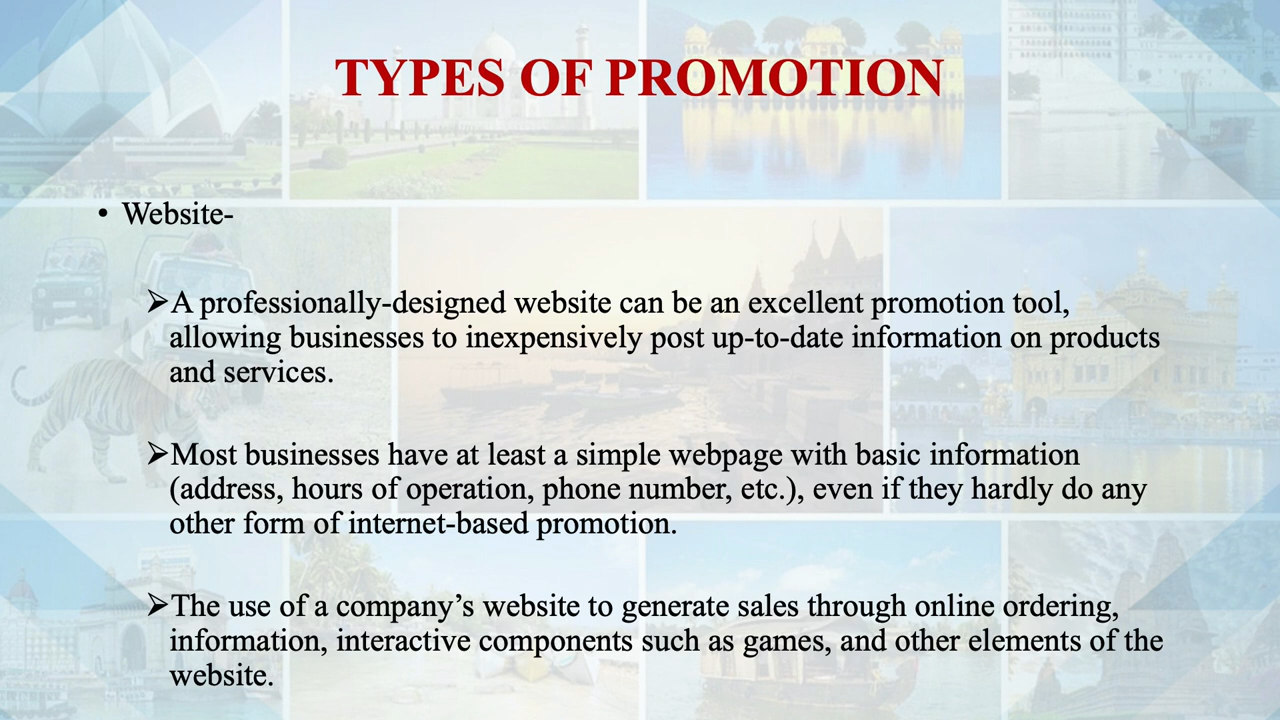 TYPES OF PROMOTION
• Website-
➢A professionally-designed website can be an excellent promotion tool,
allowing businesses to inexpensively post up-to-date information on products
and services.
➢Most businesses have at least a simple webpage with basic information
(address, hours of operation, phone number, etc.), even if they hardly do any
other form of internet-based promotion.
➢The use of a company’s website to generate sales through online ordering,
information, interactive components such as games, and other elements of the
website.